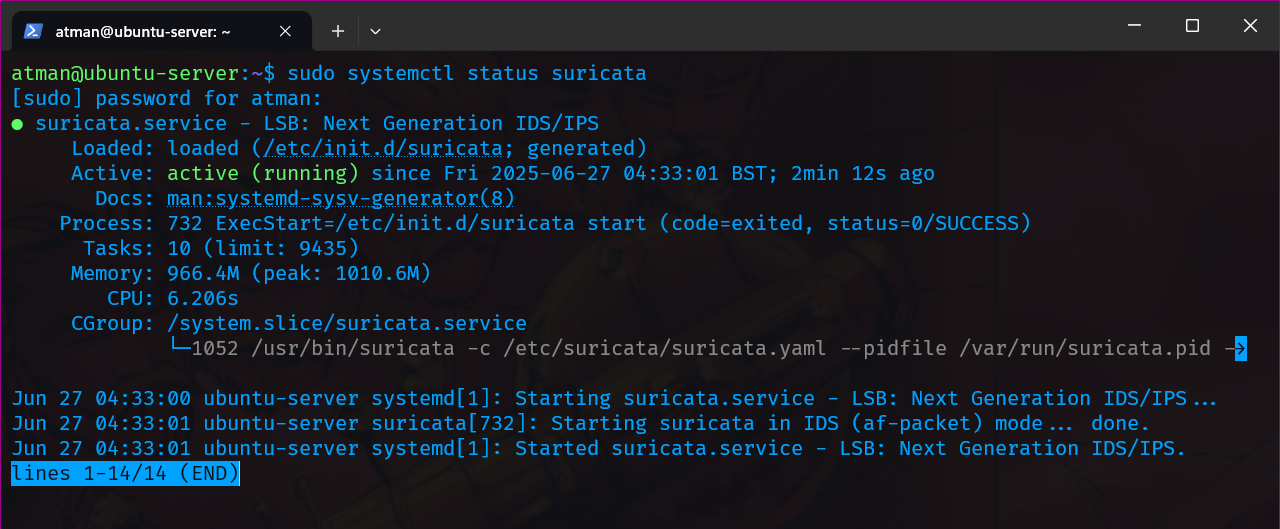 atman@ubuntu-server: ~
atman@ubuntu-server:~$ sudo systemctl status suricata
[sudo] password for atman:
● suricata.service - LSB: Next Generation IDS/IPS
Loaded: loaded (/etc/init.d/suricata; generated)
Active: active (running) since Fri 2025-06-27 04:33:01 BST; 2min 12s ago
Docs: man:systemd-sysv-generator(8)
Process: 732 ExecStart=/etc/init.d/suricata start (code=exited, status=0/SUCCESS)
Tasks: 10 (limit: 9435)
Memory: 966.4M (peak: 1010.6M)
CPU: 6.206s
CGroup: /system.slice/suricata.service
└─1052 /usr/bin/suricata -c /etc/suricata/suricata.yaml --pidfile /var/run/suricata.pid -→
Jun 27 04:33:00 ubuntu-server systemd[1]: Starting suricata.service - LSB: Next Generation IDS/IPS...
Jun 27 04:33:01 ubuntu-server suricata[732]: Starting suricata in IDS (af-packet) mode... done.
Jun 27 04:33:01 ubuntu-server systemd[1]: Started suricata.service - LSB: Next Generation IDS/IPS.
lines 1-14/14 (END)